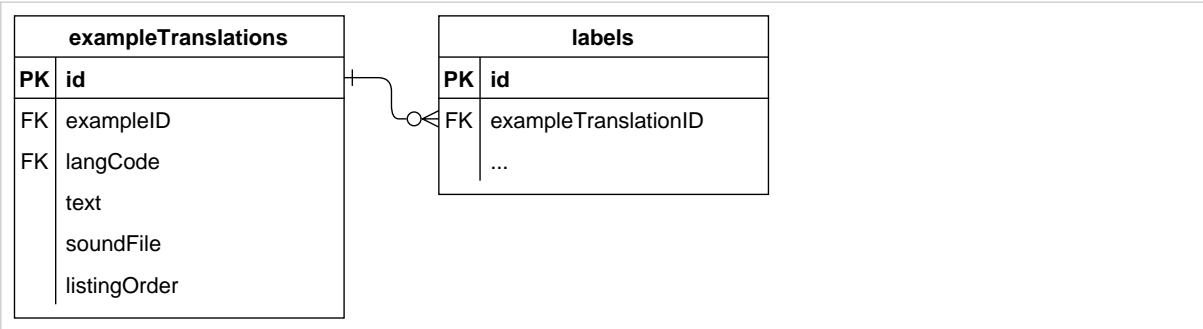 exampleTranslations
PK id
FK exampleID
FK langCode
text
soundFile
listingOrder
labels
PK id
FK exampleTranslationID
...